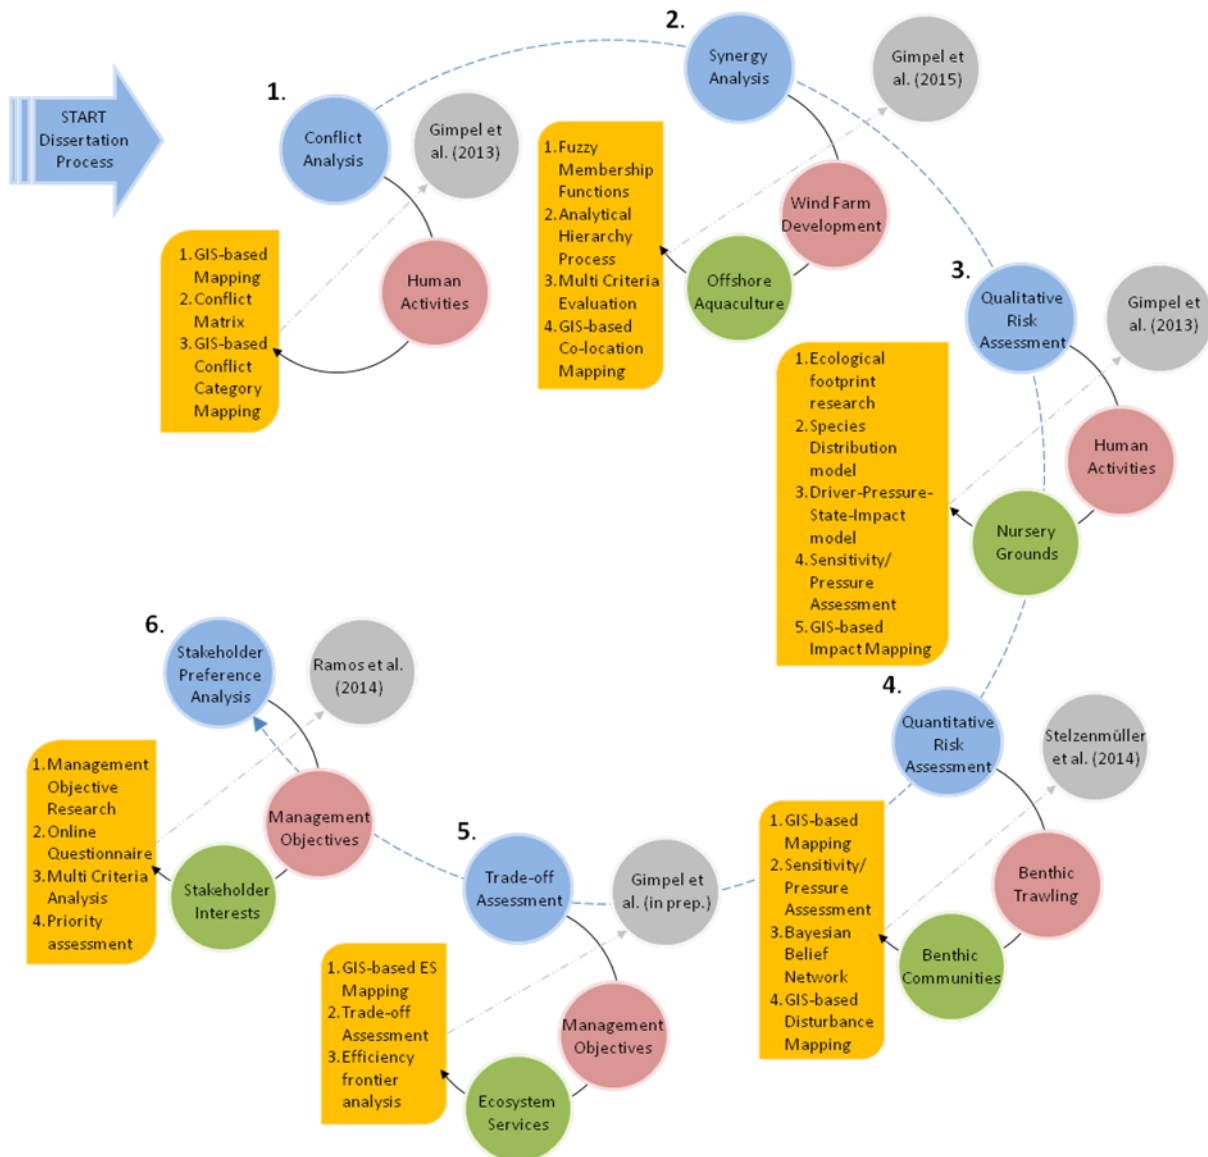 START
Dissertation
Process
1.
Conflict
Analysis
Gimpel et
al. (2013)
Human
Activities
1. GIS-based
Mapping
2. Conflict
Matrix
3. GIS-based
Conflict
Category
Mapping
2.
Synergy
Analysis
Gimpel et
al. (2015)
Wind Farm
Development
Offshore
Aquaculture
1. Fuzzy
Membership
Functions
2. Analytical
Hierarchy
Process
3. Multi Criteria
Evaluation
4. GIS-based
Co-location
Mapping
3.
Qualitative
Risk
Assessment
Gimpel et
al. (2013)
Human
Activities
Nursery
Grounds
1. Ecological
footprint
research
2. Species
Distribution
model
3. Driver-Pressure-
State-Impact
model
4. Sensitivity/
Pressure
Assessment
5. GIS-based
Impact Mapping
4.
Quantitative
Risk
Assessment
Stelzenmüller
et al. (2014)
Benthic
Trawling
Benthic
Communities
1. GIS-based
Mapping
2. Sensitivity/
Pressure
Assessment
3. Bayesian
Belief
Network
4. GIS-based
Disturbance
Mapping
5.
Trade-off
Assessment
Gimpel et
al. (in prep.)
Management
Objectives
Ecosystem
Services
1. GIS-based ES
Mapping
2. Trade-off
Assessment
3. Efficiency
frontier
analysis
6.
Stakeholder
Preference
Analysis
Ramos et al.
(2014)
Management
Objectives
Stakeholder
Interests
1. Management
Objective
Research
2. Online
Questionnaire
3. Multi Criteria
Analysis
4. Priority
assessment